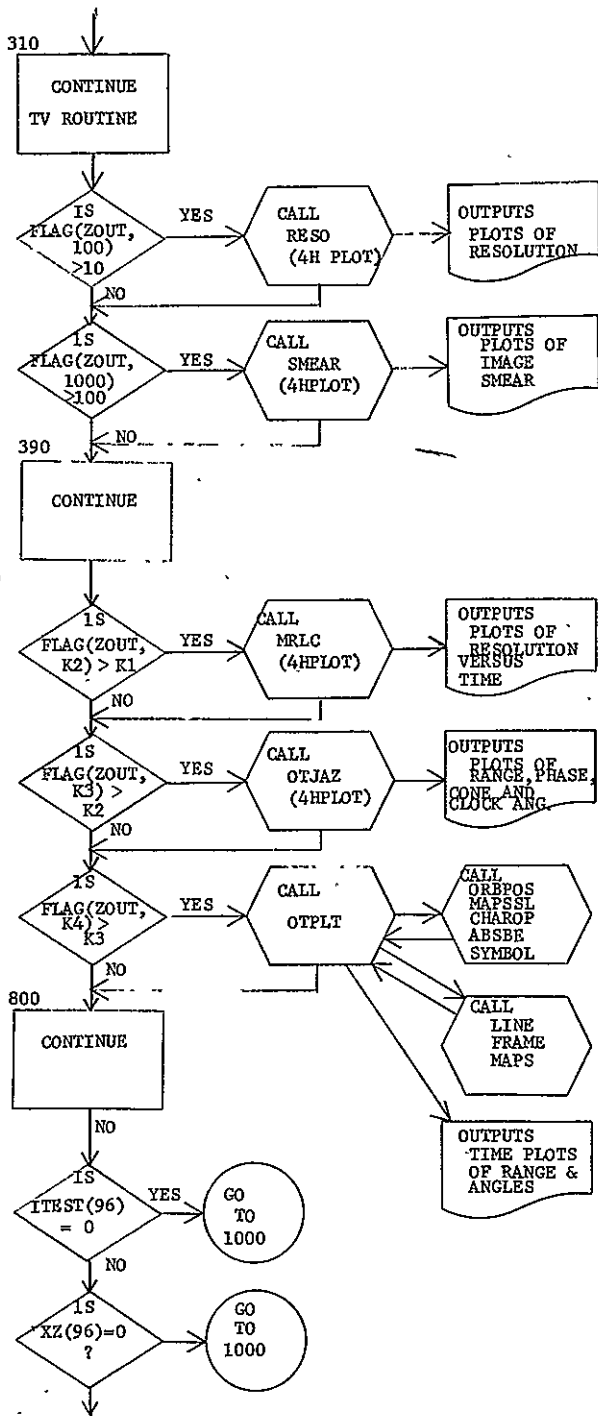 310
CONTINUE
TV ROUTINE
IS
FLAG(ZOUT,
100)
>10
YES
CALL
RESO
(4H PLOT)
OUTPUTS
PLOTS OF
RESOLUTION
NO
1S
FLAG(ZOUT,
1000)
>100
YES
CALL
SMEAR
(4HPLOT)
OUTPUTS
PLOTS OF
IMAGE
SMEAR
NO
390
CONTINUE
1S
FLAG(ZOUT,
K2) > K1
YES
CALL
MRLC
(4HPLOT)
OUTPUTS
PLOTS OF
RESOLUTION
VERSUS
TIME
NO
1S
FLAG(ZOUT,
K3) >
K2
YES
CALL
OTJAZ
(4HPLOT)
OUTPUTS
PLOTS OF
RANGE, PHASE,
CONE AND
CLOCK ANG.
NO
1S
FLAG(ZOUT,
K4) >
K3
YES
CALL
OTPLT
CALL
ORBPOS
MAPSSL
CHAROP
ABSBE
SYMBOL
NO
800
CONTINUE
CALL
LINE
FRAME
MAPS
NO
OUTPUTS
TIME PLOTS
OF RANGE &
ANGLES
IS
ITEST(96)
= 0
YES
GO
TO
1000
NO
1S
XZ(96)=0
?
GO
TO
1000